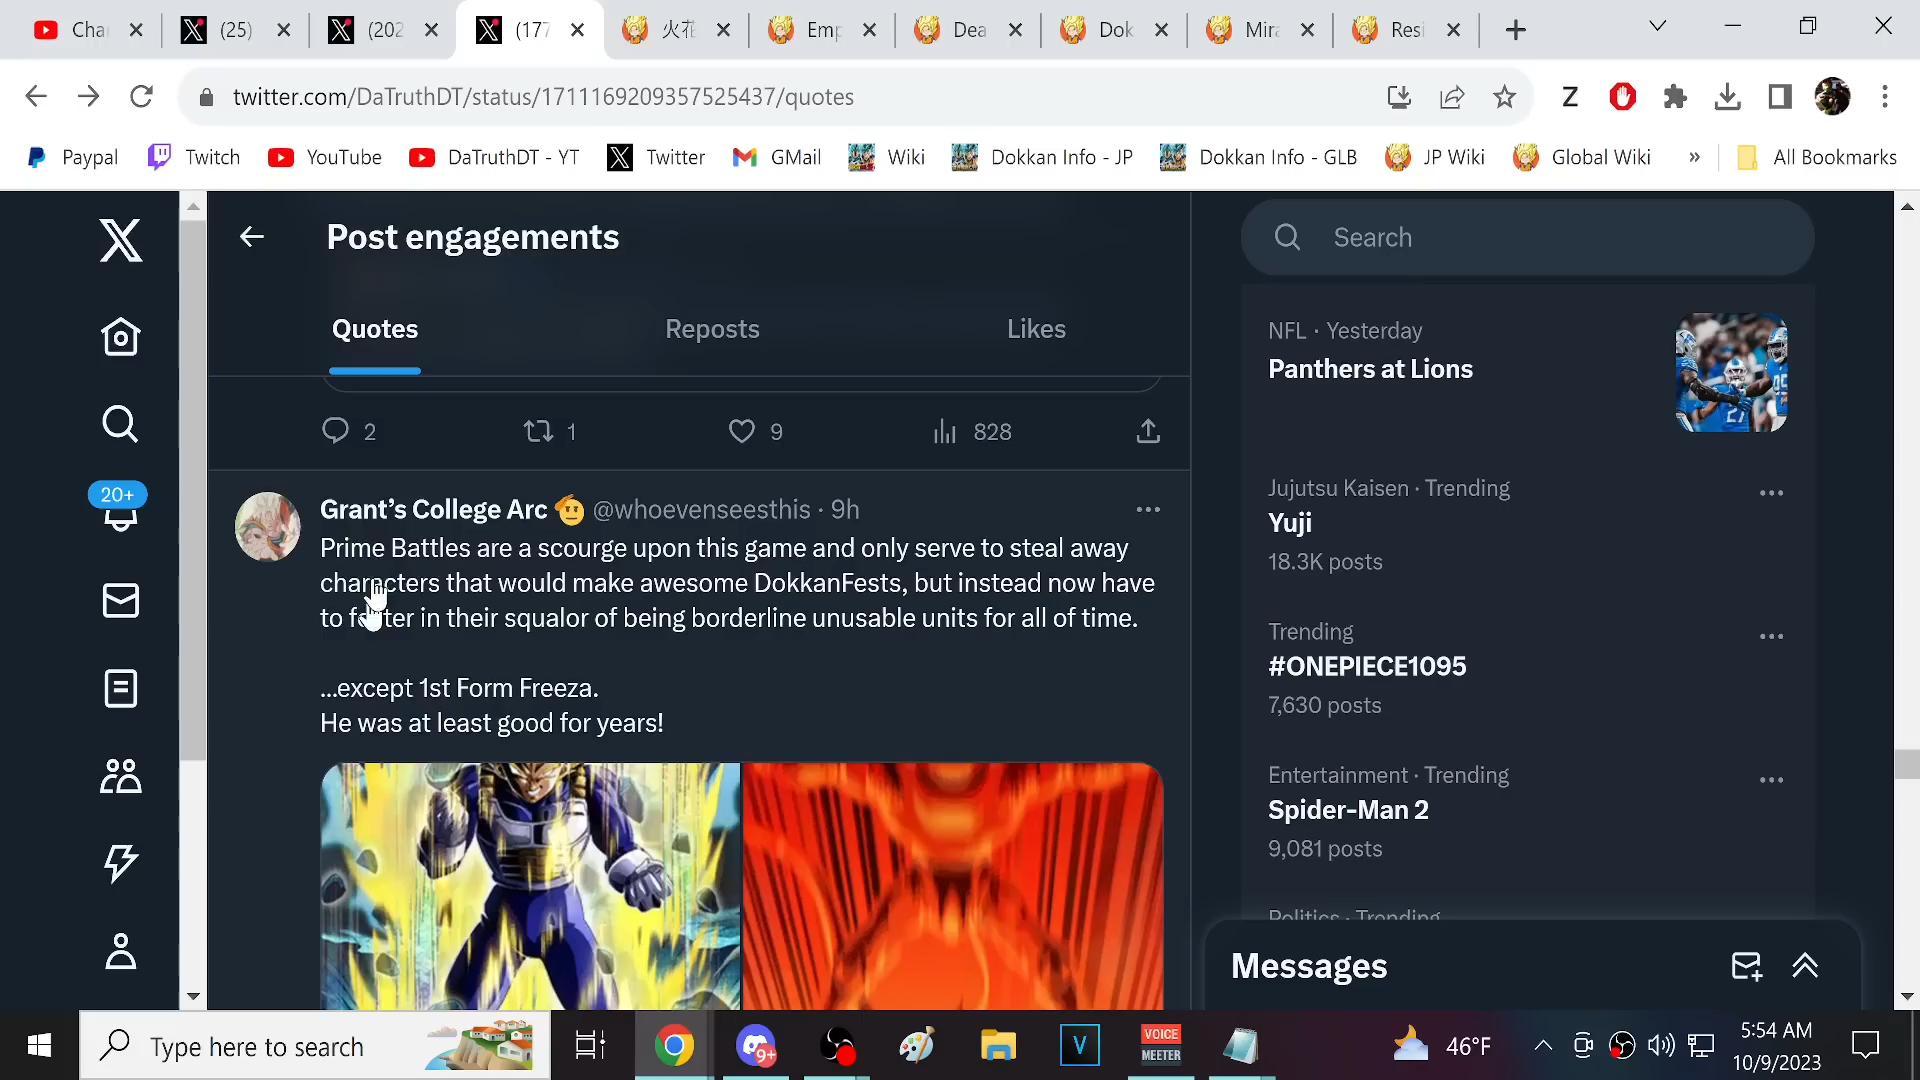 Cha
(25)
(202
(177
火花
Emp
Dea
Dok
Mira
Resi
twitter.com/DaTruthDT/status/1711169209357525437/quotes
Paypal
Twitch
YouTube
DaTruthDT - YT
Twitter
GMail
Wiki
Dokkan Info - JP
Dokkan Info - GLB
JP Wiki
Global Wiki
»
All Bookmarks
Post engagements
Search
Quotes
Reposts
Likes
2
1
9
828
Grant's College Arc @whoevenseesthis · 9h
Prime Battles are a scourge upon this game and only serve to steal away
characters that would make awesome DokkanFests, but instead now have
to fester in their squalor of being borderline unusable units for all of time.
...except 1st Form Freeza.
He was at least good for years!
20+
NFL · Yesterday
Panthers at Lions
Jujutsu Kaisen · Trending
Yuji
18.3K posts
Trending
#ONEPIECE1095
7,630 posts
Entertainment · Trending
Spider-Man 2
9,081 posts
Politics · Trending
Messages
Type here to search
9+
V
VOICE
MEETER
46°F
5:54 AM
10/9/2023